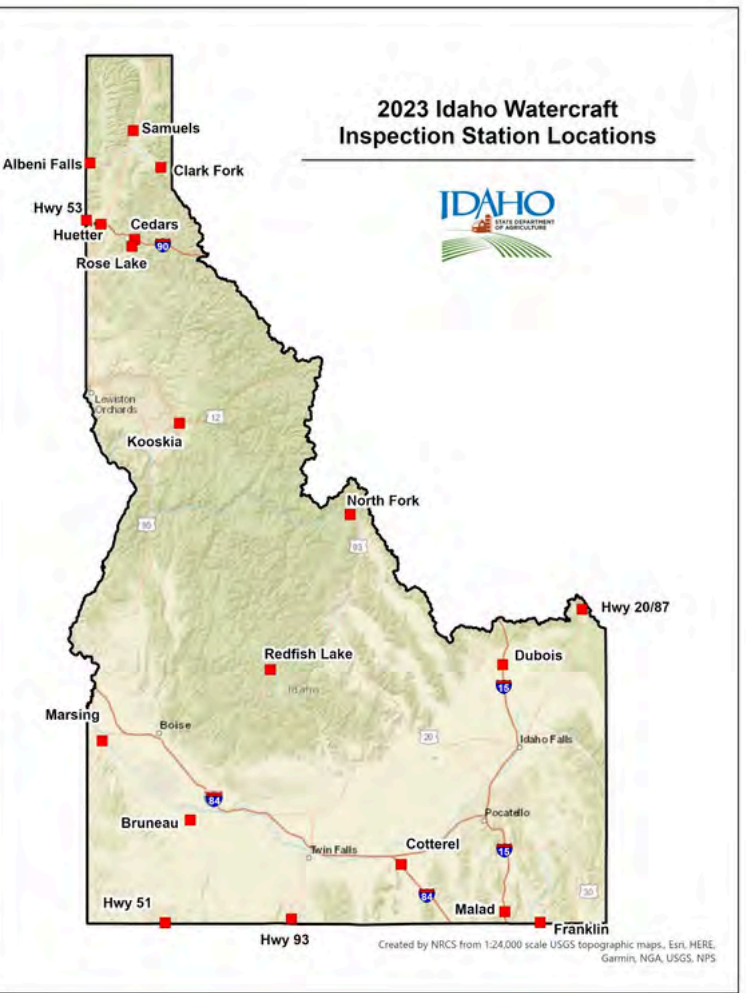 2023 Idaho Watercraft
Inspection Station Locations
IDAHO
STATE DEPARTMENT
OF AGRICULTURE
Samuels
Albeni Falls
Clark Fork
Hwy 53
Cedars
Huetter
90
Rose Lake
Lewiston
Orchards
12
Kooskia
North Fork
95
93
Hwy 20/87
Redfish Lake
Dubois
Idaho
15
Marsing
Boise
20
Idaho Falls
84
Bruneau
Pocatello
Twin Falls
Cotterel
15
84
30
Hwy 51
Malad
Franklin
Hwy 93
Created by NRCS from 1:24,000 scale USGS topographic maps., Esri, HERE,
Garmin, NGA, USGS, NPS